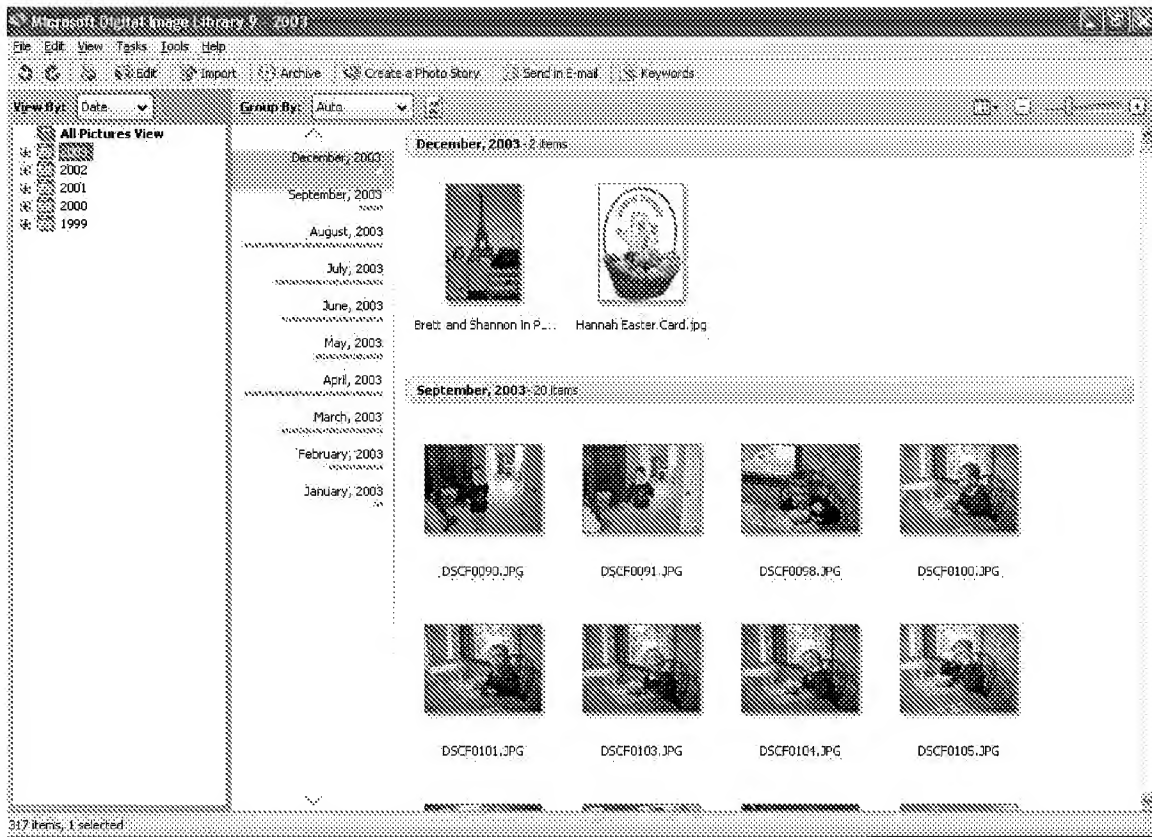 Microsoft Digital Image Library 9 - 2003
File Edit View Tasks Tools Help
Edit Import Archive Create a Photo Story Send in E-mail Keywords
View By: Date Group By: Auto
All Pictures View
2002
2001
2000
1999
December, 2003
September, 2003
August, 2003
July, 2003
June, 2003
May, 2003
April, 2003
March, 2003
February, 2003
January, 2003
December, 2003 - 2 items
Brett and Shannon in P... Hannah Easter Card.jpg
September, 2003 - 20 items
DSCF0090.JPG DSCF0091.JPG DSCF0098.JPG DSCF0100.JPG
DSCF0101.JPG DSCF0103.JPG DSCF0104.JPG DSCF0105.JPG
317 items, 1 selected